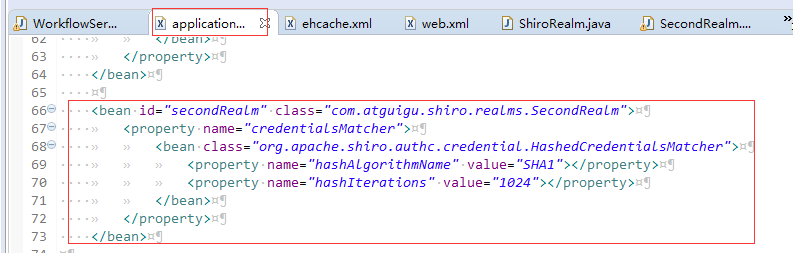 WorkflowSer... application... ehcache.xml web.xml ShiroRealm.java SecondRealm....
62 </bean>
63 </property>
64 </bean>
65
66 <bean id="secondRealm" class="com.atguigu.shiro.realms.SecondRealm">
67 <property name="credentialsMatcher">
68 <bean class="org.apache.shiro.authc.credential.HashedCredentialsMatcher">
69 <property name="hashAlgorithmName" value="SHA1"></property>
70 <property name="hashIterations" value="1024"></property>
71 </bean>
72 </property>
73 </bean>
74